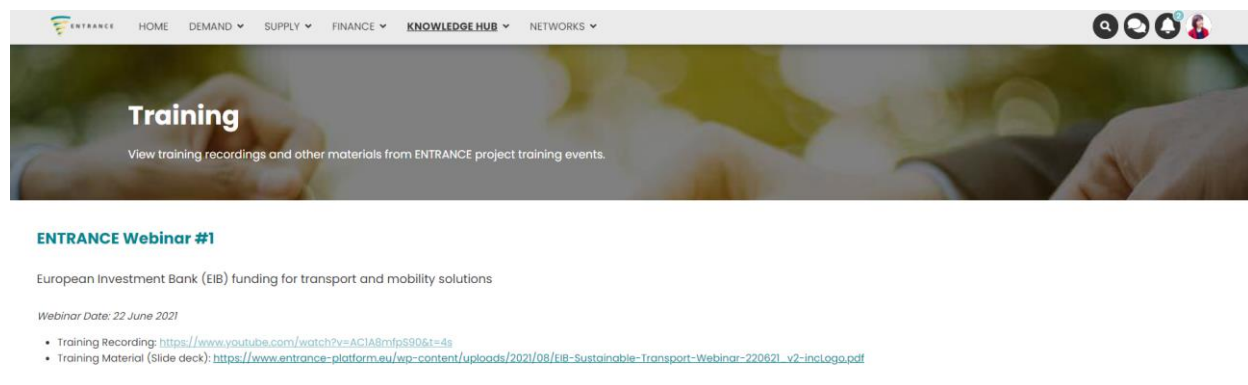 ENTRANCE HOME DEMAND SUPPLY FINANCE KNOWLEDGE HUB NETWORKS 2
Training
View training recordings and other materials from ENTRANCE project training events.
ENTRANCE Webinar #1
European Investment Bank (EIB) funding for transport and mobility solutions
Webinar Date: 22 June 2021
• Training Recording: https://www.youtube.com/watch?v=AC1A8mfpS90&t=4s
• Training Material (Slide deck): https://www.entrance-platform.eu/wp-content/uploads/2021/08/EIB-Sustainable-Transport-Webinar-220621_v2-incLogo.pdf